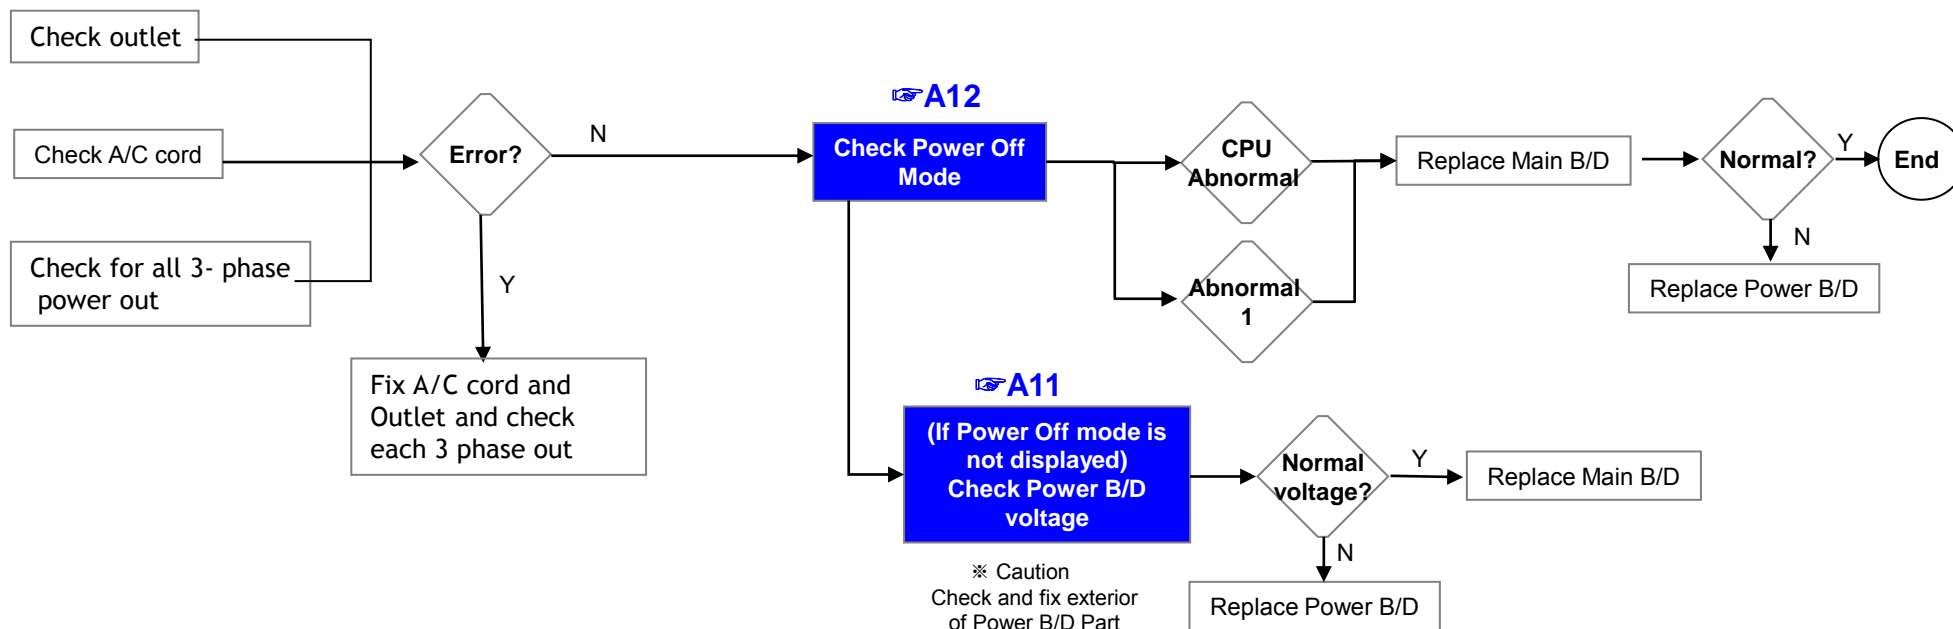 Check outlet
Check A/C cord
Check for all 3- phase
power out
Error?
N
Y
Fix A/C cord and
Outlet and check
each 3 phase out
☞A12
Check Power Off
Mode
CPU
Abnormal
Abnormal
1
Replace Main B/D
Normal?
Y
End
N
Replace Power B/D
☞A11
(If Power Off mode is
not displayed)
Check Power B/D
voltage
※ Caution
Check and fix exterior
of Power B/D Part
Normal
voltage?
Y
Replace Main B/D
N
Replace Power B/D